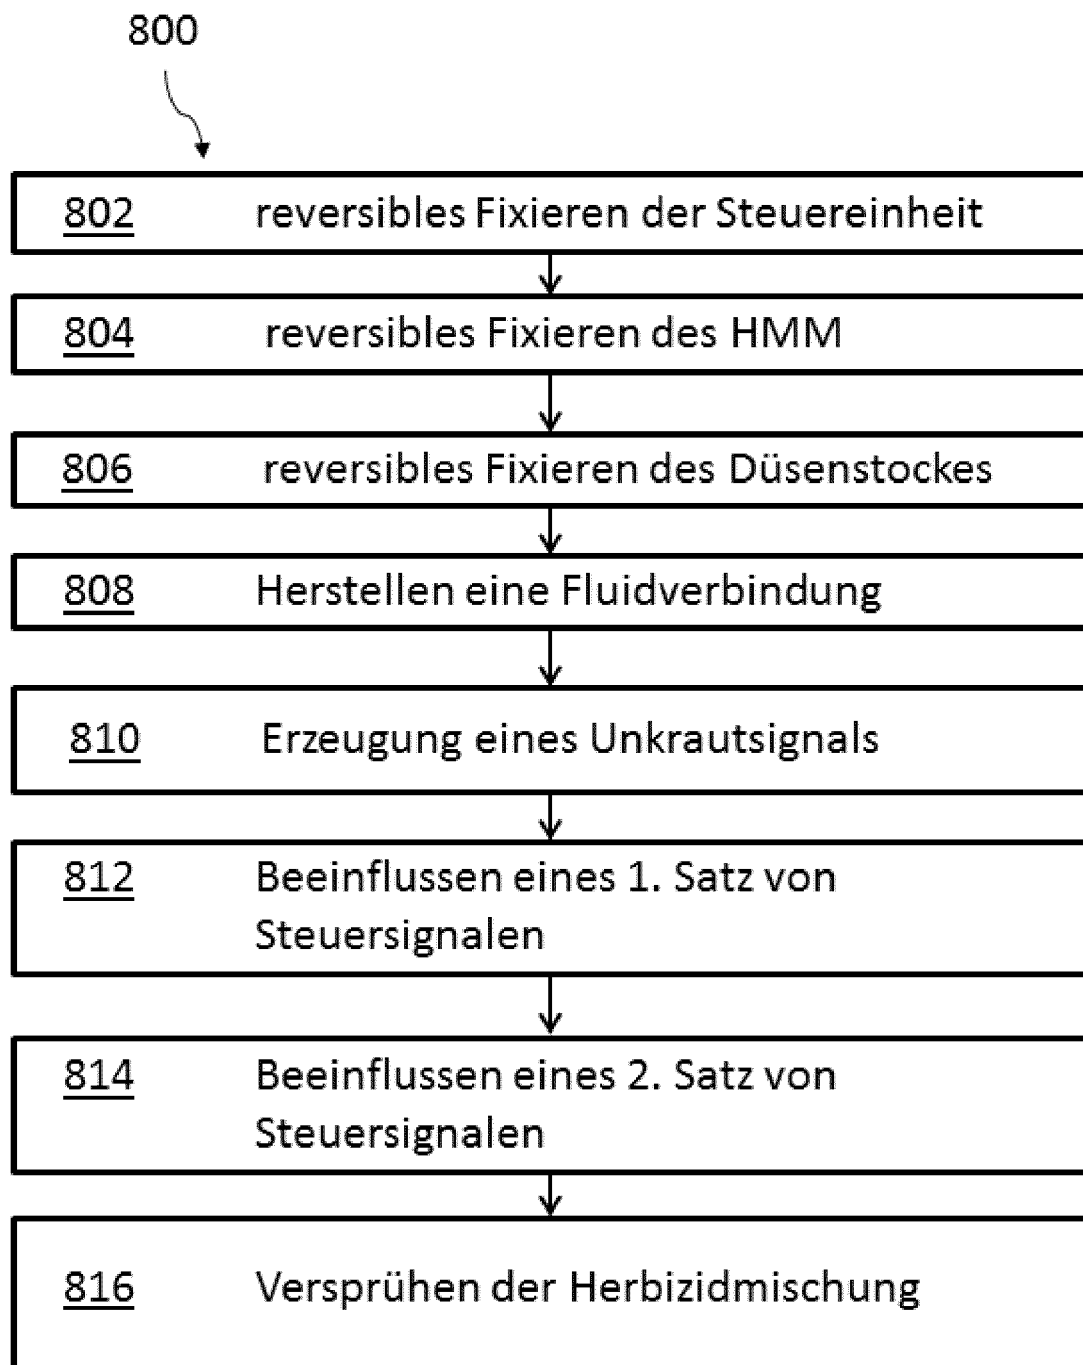 800
802 reversibles Fixieren der Steuereinheit
804 reversibles Fixieren des HMM
806 reversibles Fixieren des Düsenstockes
808 Herstellen eine Fluidverbindung
810 Erzeugung eines Unkrautsignals
812 Beeinflussen eines 1. Satz von
Steuersignalen
814 Beeinflussen eines 2. Satz von
Steuersignalen
816 Versprühen der Herbizidmischung